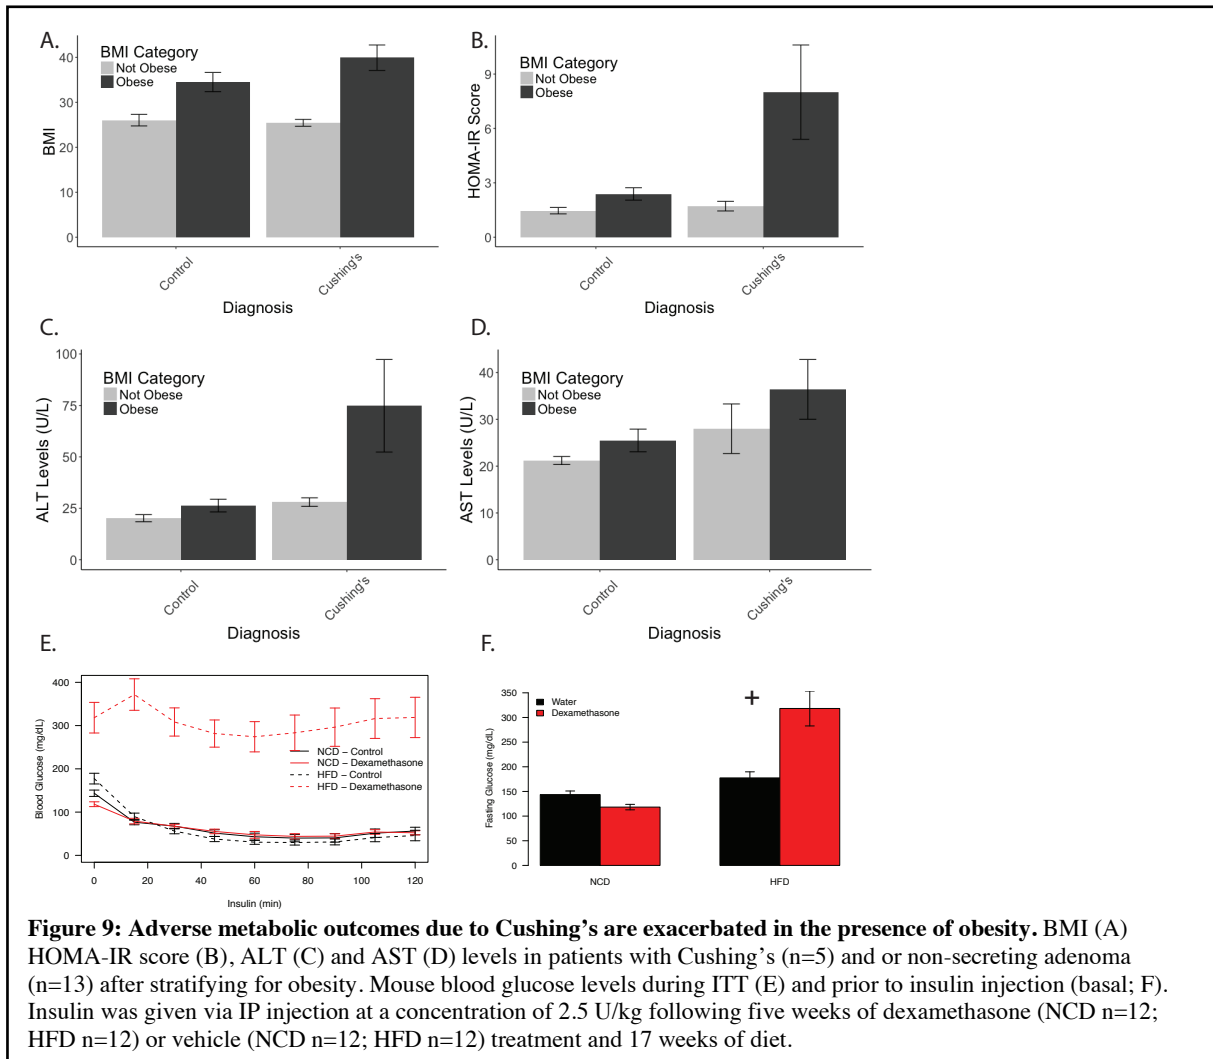 A.
BMI Category
Not Obese
Obese
40
30
20
10
0
BMI
Control
Cushing's
Diagnosis
B.
BMI Category
Not Obese
Obese
9
6
3
0
HOMA-IR Score
Control
Cushing's
Diagnosis
C.
BMI Category
Not Obese
Obese
100
75
50
25
0
ALT Levels (U/L)
Control
Cushing's
Diagnosis
D.
BMI Category
Not Obese
Obese
40
30
20
10
0
AST Levels (U/L)
Control
Cushing's
Diagnosis
E.
400
300
200
100
0
Blood Glucose (mg/dL)
NCD – Control
NCD – Dexamethasone
HFD – Control
HFD – Dexamethasone
0 20 40 60 80 100 120
Insulin (min)
F.
Water
Dexamethasone
+
350
300
250
200
150
100
50
0
Fasting Glucose (mg/dL)
NCD HFD
Figure 9: Adverse metabolic outcomes due to Cushing's are exacerbated in the presence of obesity. BMI (A)
HOMA-IR score (B), ALT (C) and AST (D) levels in patients with Cushing's (n=5) and or non-secreting adenoma
(n=13) after stratifying for obesity. Mouse blood glucose levels during ITT (E) and prior to insulin injection (basal; F).
Insulin was given via IP injection at a concentration of 2.5 U/kg following five weeks of dexamethasone (NCD n=12;
HFD n=12) or vehicle (NCD n=12; HFD n=12) treatment and 17 weeks of diet.